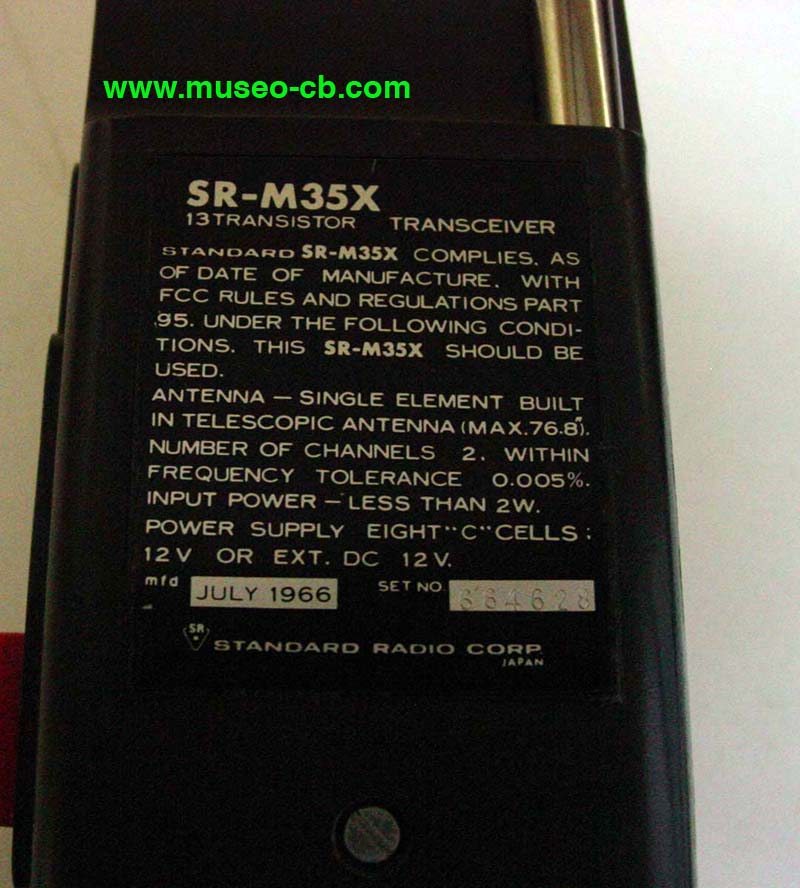 www.museo-cb.com
SR-M35X
13 TRANSISTOR TRANSCEIVER
STANDARD SR-M35X COMPLIES, AS
OF DATE OF MANUFACTURE, WITH
FCC RULES AND REGULATIONS PART
95. UNDER THE FOLLOWING CONDI-
TIONS, THIS SR-M35X SHOULD BE
USED.
ANTENNA — SINGLE ELEMENT BUILT
IN TELESCOPIC ANTENNA (MAX.76.8").
NUMBER OF CHANNELS 2, WITHIN
FREQUENCY TOLERANCE 0.005%.
INPUT POWER — LESS THAN 2W.
POWER SUPPLY EIGHT "C" CELLS:
12V OR EXT. DC 12V.
mfd JULY 1966 SET NO.
SR STANDARD RADIO CORP.
JAPAN